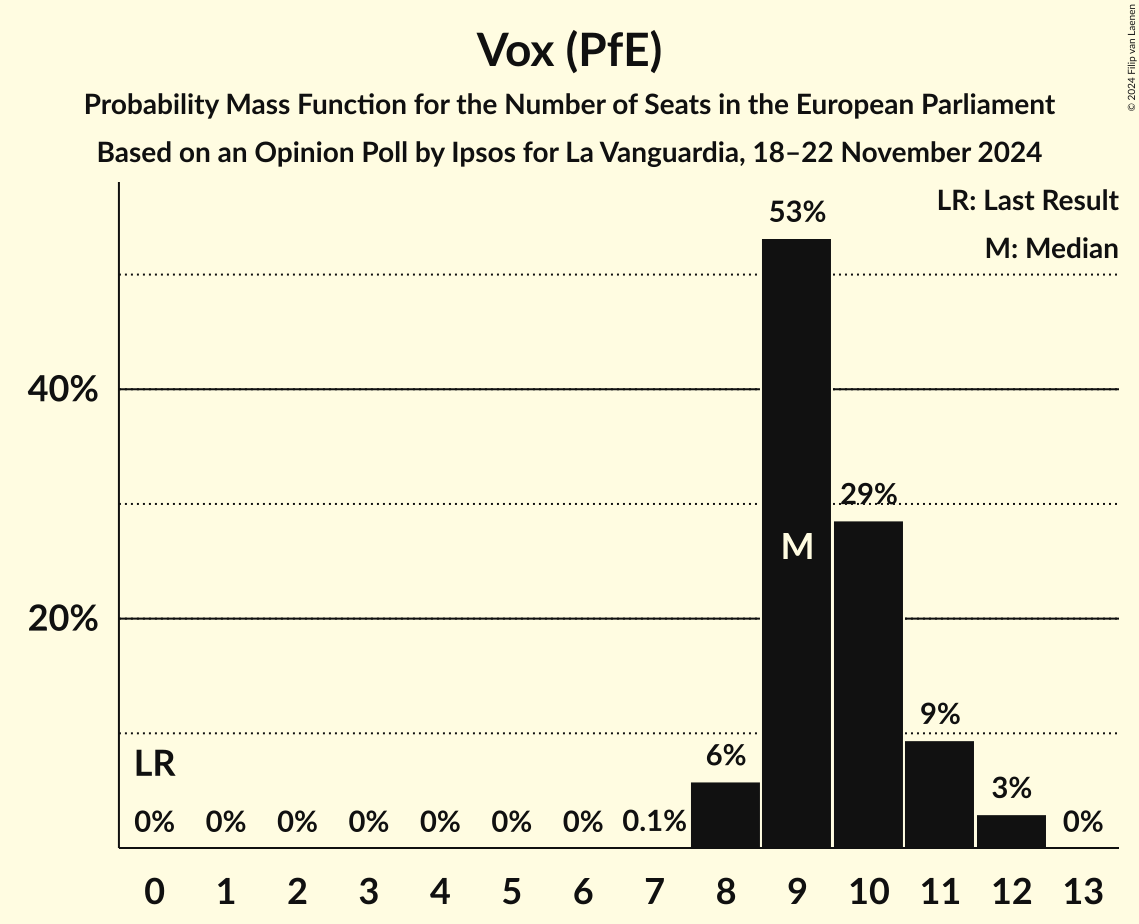 Vox (PfE)
Probability Mass Function for the Number of Seats in the European Parliament
Based on an Opinion Poll by Ipsos for La Vanguardia, 18–22 November 2024
© 2024 Filip van Laenen
LR: Last Result
M: Median
53%
40%
29%
M
20%
9%
6%
LR
3%
0% 0% 0% 0% 0% 0% 0% 0.1% 0%
0 1 2 3 4 5 6 7 8 9 10 11 12 13